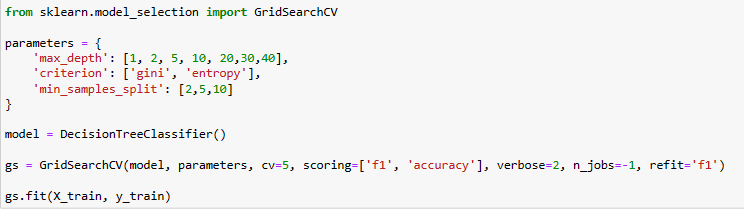 from sklearn.model_selection import GridSearchCV
parameters = {
    'max_depth': [1, 2, 5, 10, 20,30,40],
    'criterion': ['gini', 'entropy'],
    'min_samples_split': [2,5,10]
}
model = DecisionTreeClassifier()
gs = GridSearchCV(model, parameters, cv=5, scoring=['f1', 'accuracy'], verbose=2, n_jobs=-1, refit='f1')
gs.fit(X_train, y_train)